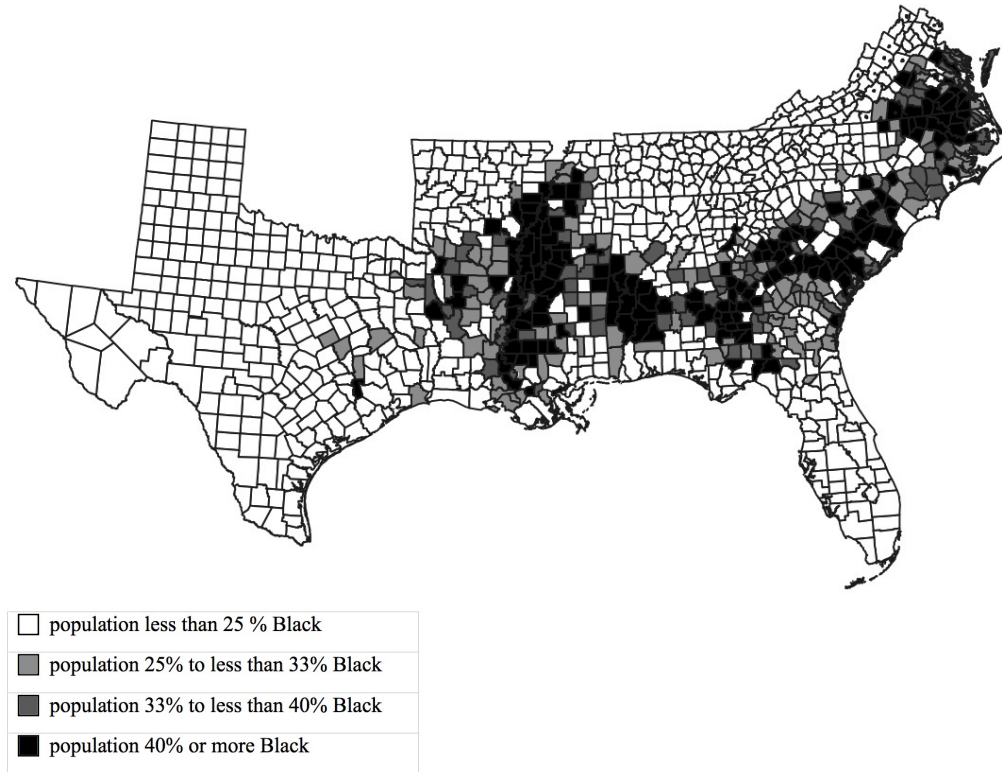 population less than 25 % Black
population 25% to less than 33% Black
population 33% to less than 40% Black
population 40% or more Black